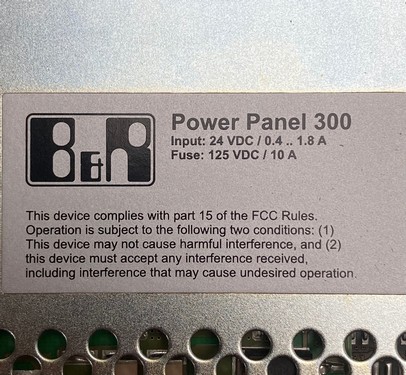 B&R
Power Panel 300
Input: 24 VDC / 0.4 .. 1.8 A
Fuse: 125 VDC / 10 A
This device complies with part 15 of the FCC Rules.
Operation is subject to the following two conditions: (1)
This device may not cause harmful interference, and (2)
this device must accept any interference received,
including interference that may cause undesired operation.